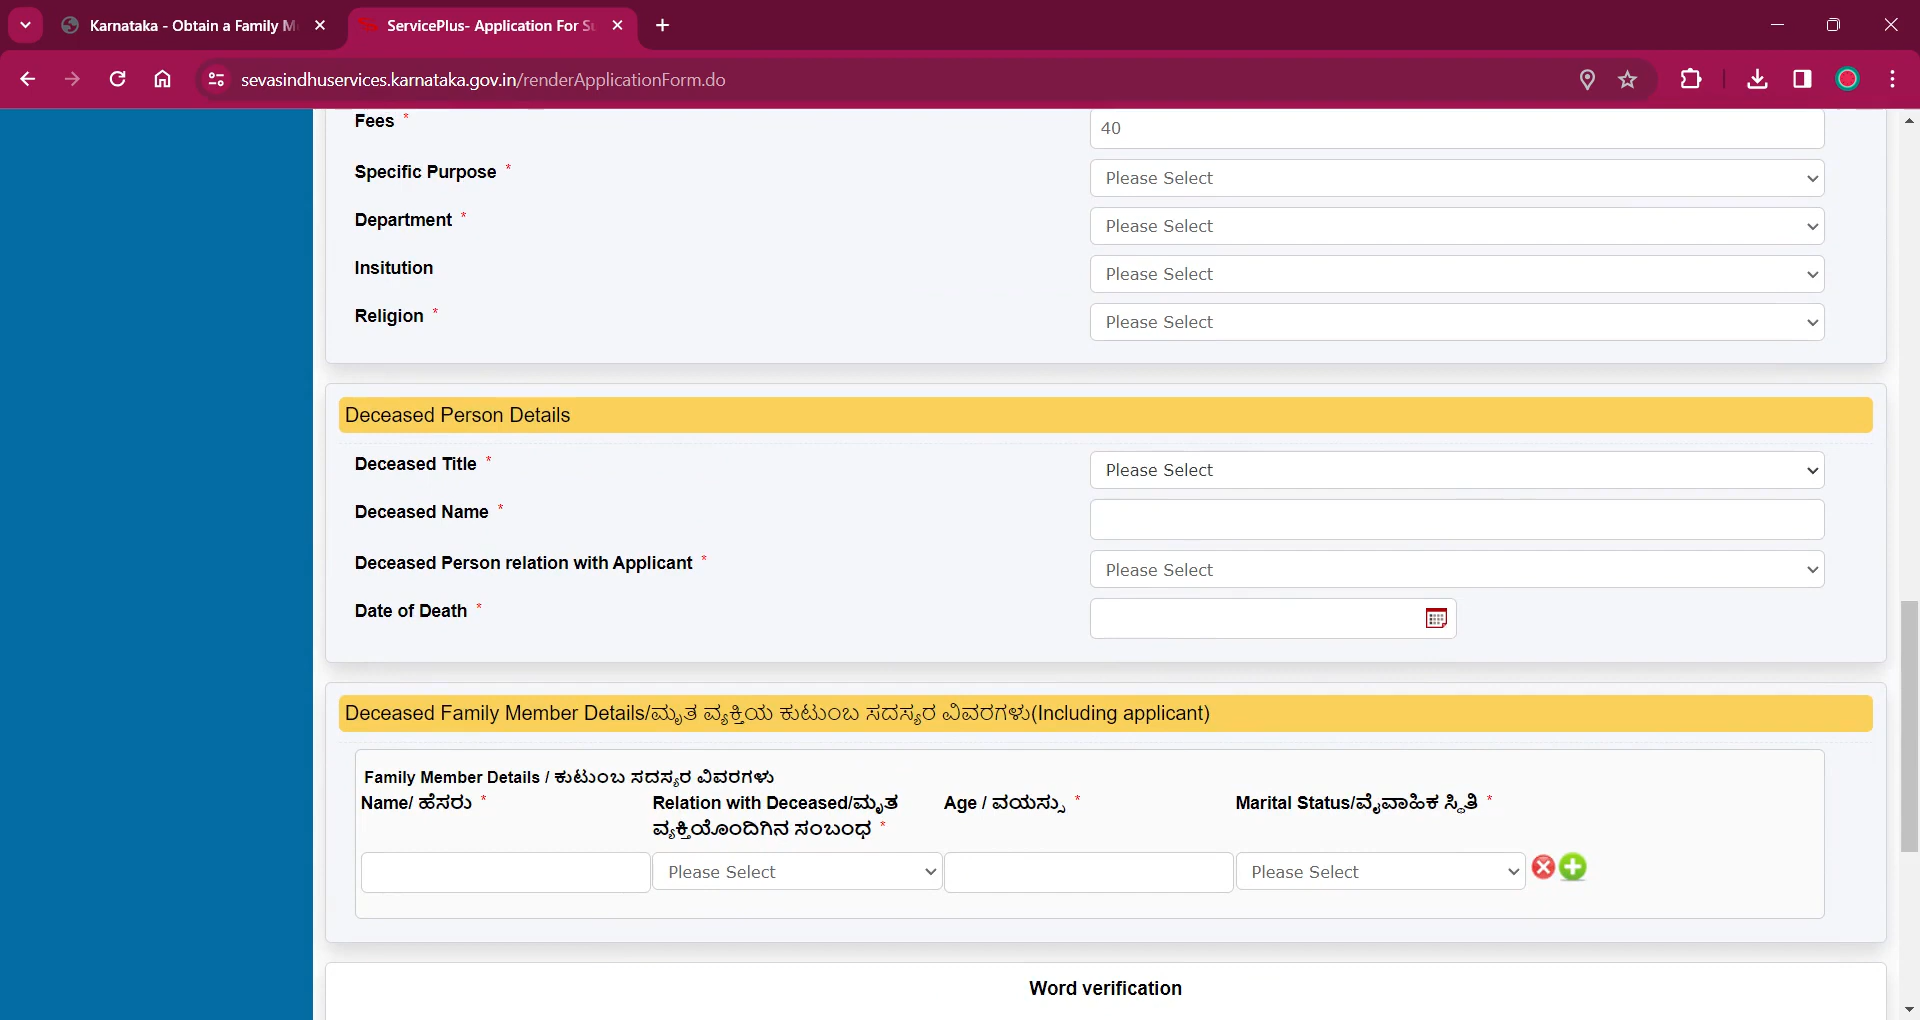 Karnataka - Obtain a Family M
ServicePlus- Application For S
sevasindhuservices.karnataka.gov.in/renderApplicationForm.do
Fees *
40
Specific Purpose *
Please Select
Department *
Please Select
Insitution
Please Select
Religion *
Please Select
Deceased Person Details
Deceased Title *
Please Select
Deceased Name *
Deceased Person relation with Applicant *
Please Select
Date of Death *
Deceased Family Member Details/ಮೃತ ವ್ಯಕ್ತಿಯ ಕುಟುಂಬ ಸದಸ್ಯರ ವಿವರಗಳು(Including applicant)
Family Member Details / ಕುಟುಂಬ ಸದಸ್ಯರ ವಿವರಗಳು
Name/ ಹೆಸರು * Relation with Deceased/ಮೃತ Age / ವಯಸ್ಸು * Marital Status/ವೈವಾಹಿಕ ಸ್ಥಿತಿ *
ವ್ಯಕ್ತಿಯೊಂದಿಗಿನ ಸಂಬಂಧ *
Please Select Please Select
Word verification